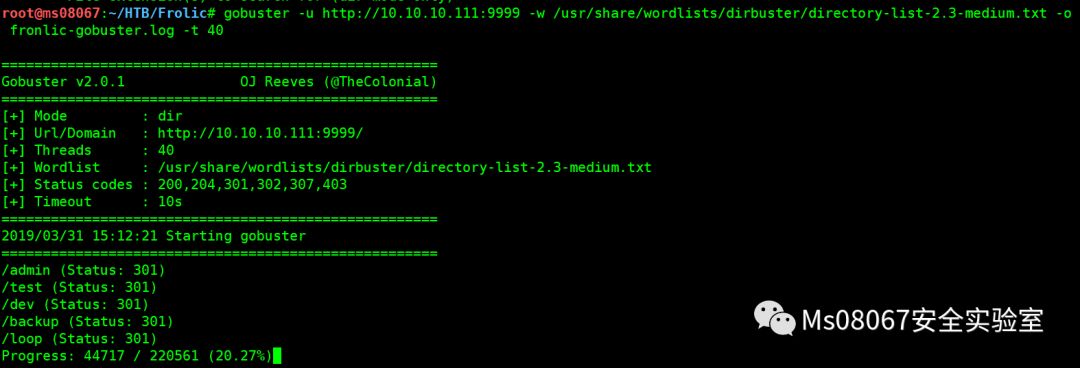 root@ms08067:~/HTB/Frolic# gobuster -u http://10.10.10.111:9999 -w /usr/share/wordlists/dirbuster/directory-list-2.3-medium.txt -o
fronlic-gobuster.log -t 40
=====================================================
Gobuster v2.0.1 OJ Reeves (@TheColonial)
=====================================================
[+] Mode : dir
[+] Url/Domain : http://10.10.10.111:9999/
[+] Threads : 40
[+] Wordlist : /usr/share/wordlists/dirbuster/directory-list-2.3-medium.txt
[+] Status codes : 200,204,301,302,307,403
[+] Timeout : 10s
=====================================================
2019/03/31 15:12:21 Starting gobuster
=====================================================
/admin (Status: 301)
/test (Status: 301)
/dev (Status: 301)
/backup (Status: 301)
/loop (Status: 301)
Progress: 44717 / 220561 (20.27%)
Ms08067安全实验室